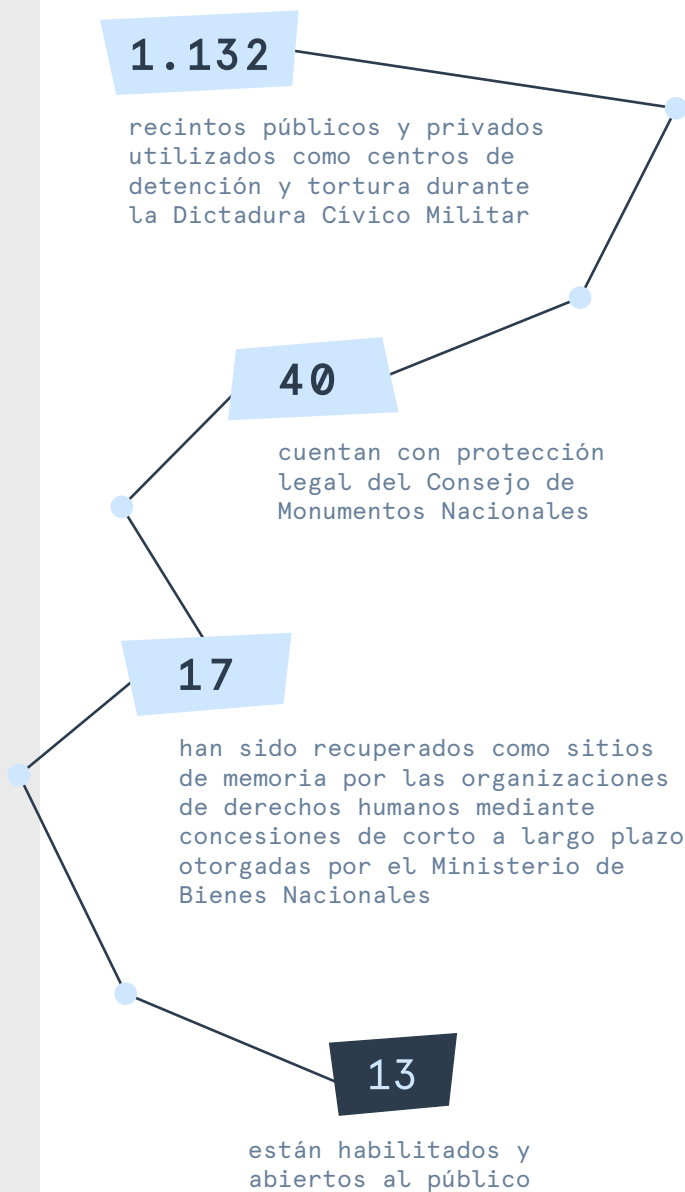 1.132
recintos públicos y privados
utilizados como centros de
detención y tortura durante
la Dictadura Cívico Militar
40
cuentan con protección
legal del Consejo de
Monumentos Nacionales
17
han sido recuperados como sitios
de memoria por las organizaciones
de derechos humanos mediante
concesiones de corto a largo plazo
otorgadas por el Ministerio de
Bienes Nacionales
13
están habilitados y
abiertos al público